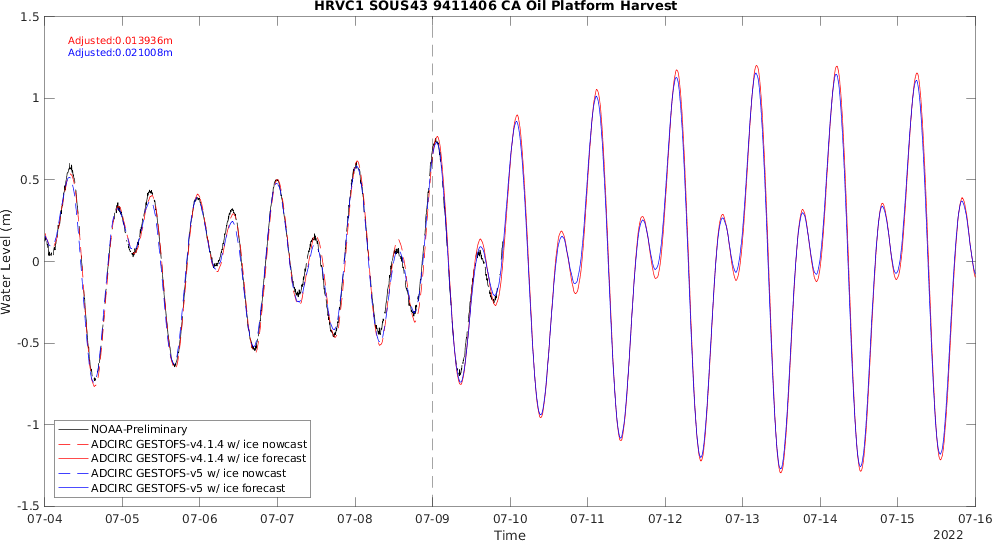 HRVC1 SOUS43 9411406 CA Oil Platform Harvest
Adjusted:0.013936m
Adjusted:0.021008m
1.5
1
0.5
0
-0.5
-1
-1.5
Water Level (m)
NOAA-Preliminary
ADCIRC GESTOFS-v4.1.4 w/ ice nowcast
ADCIRC GESTOFS-v4.1.4 w/ ice forecast
ADCIRC GESTOFS-v5 w/ ice nowcast
ADCIRC GESTOFS-v5 w/ ice forecast
07-04 07-05 07-06 07-07 07-08 07-09 07-10 07-11 07-12 07-13 07-14 07-15 07-16
Time
2022